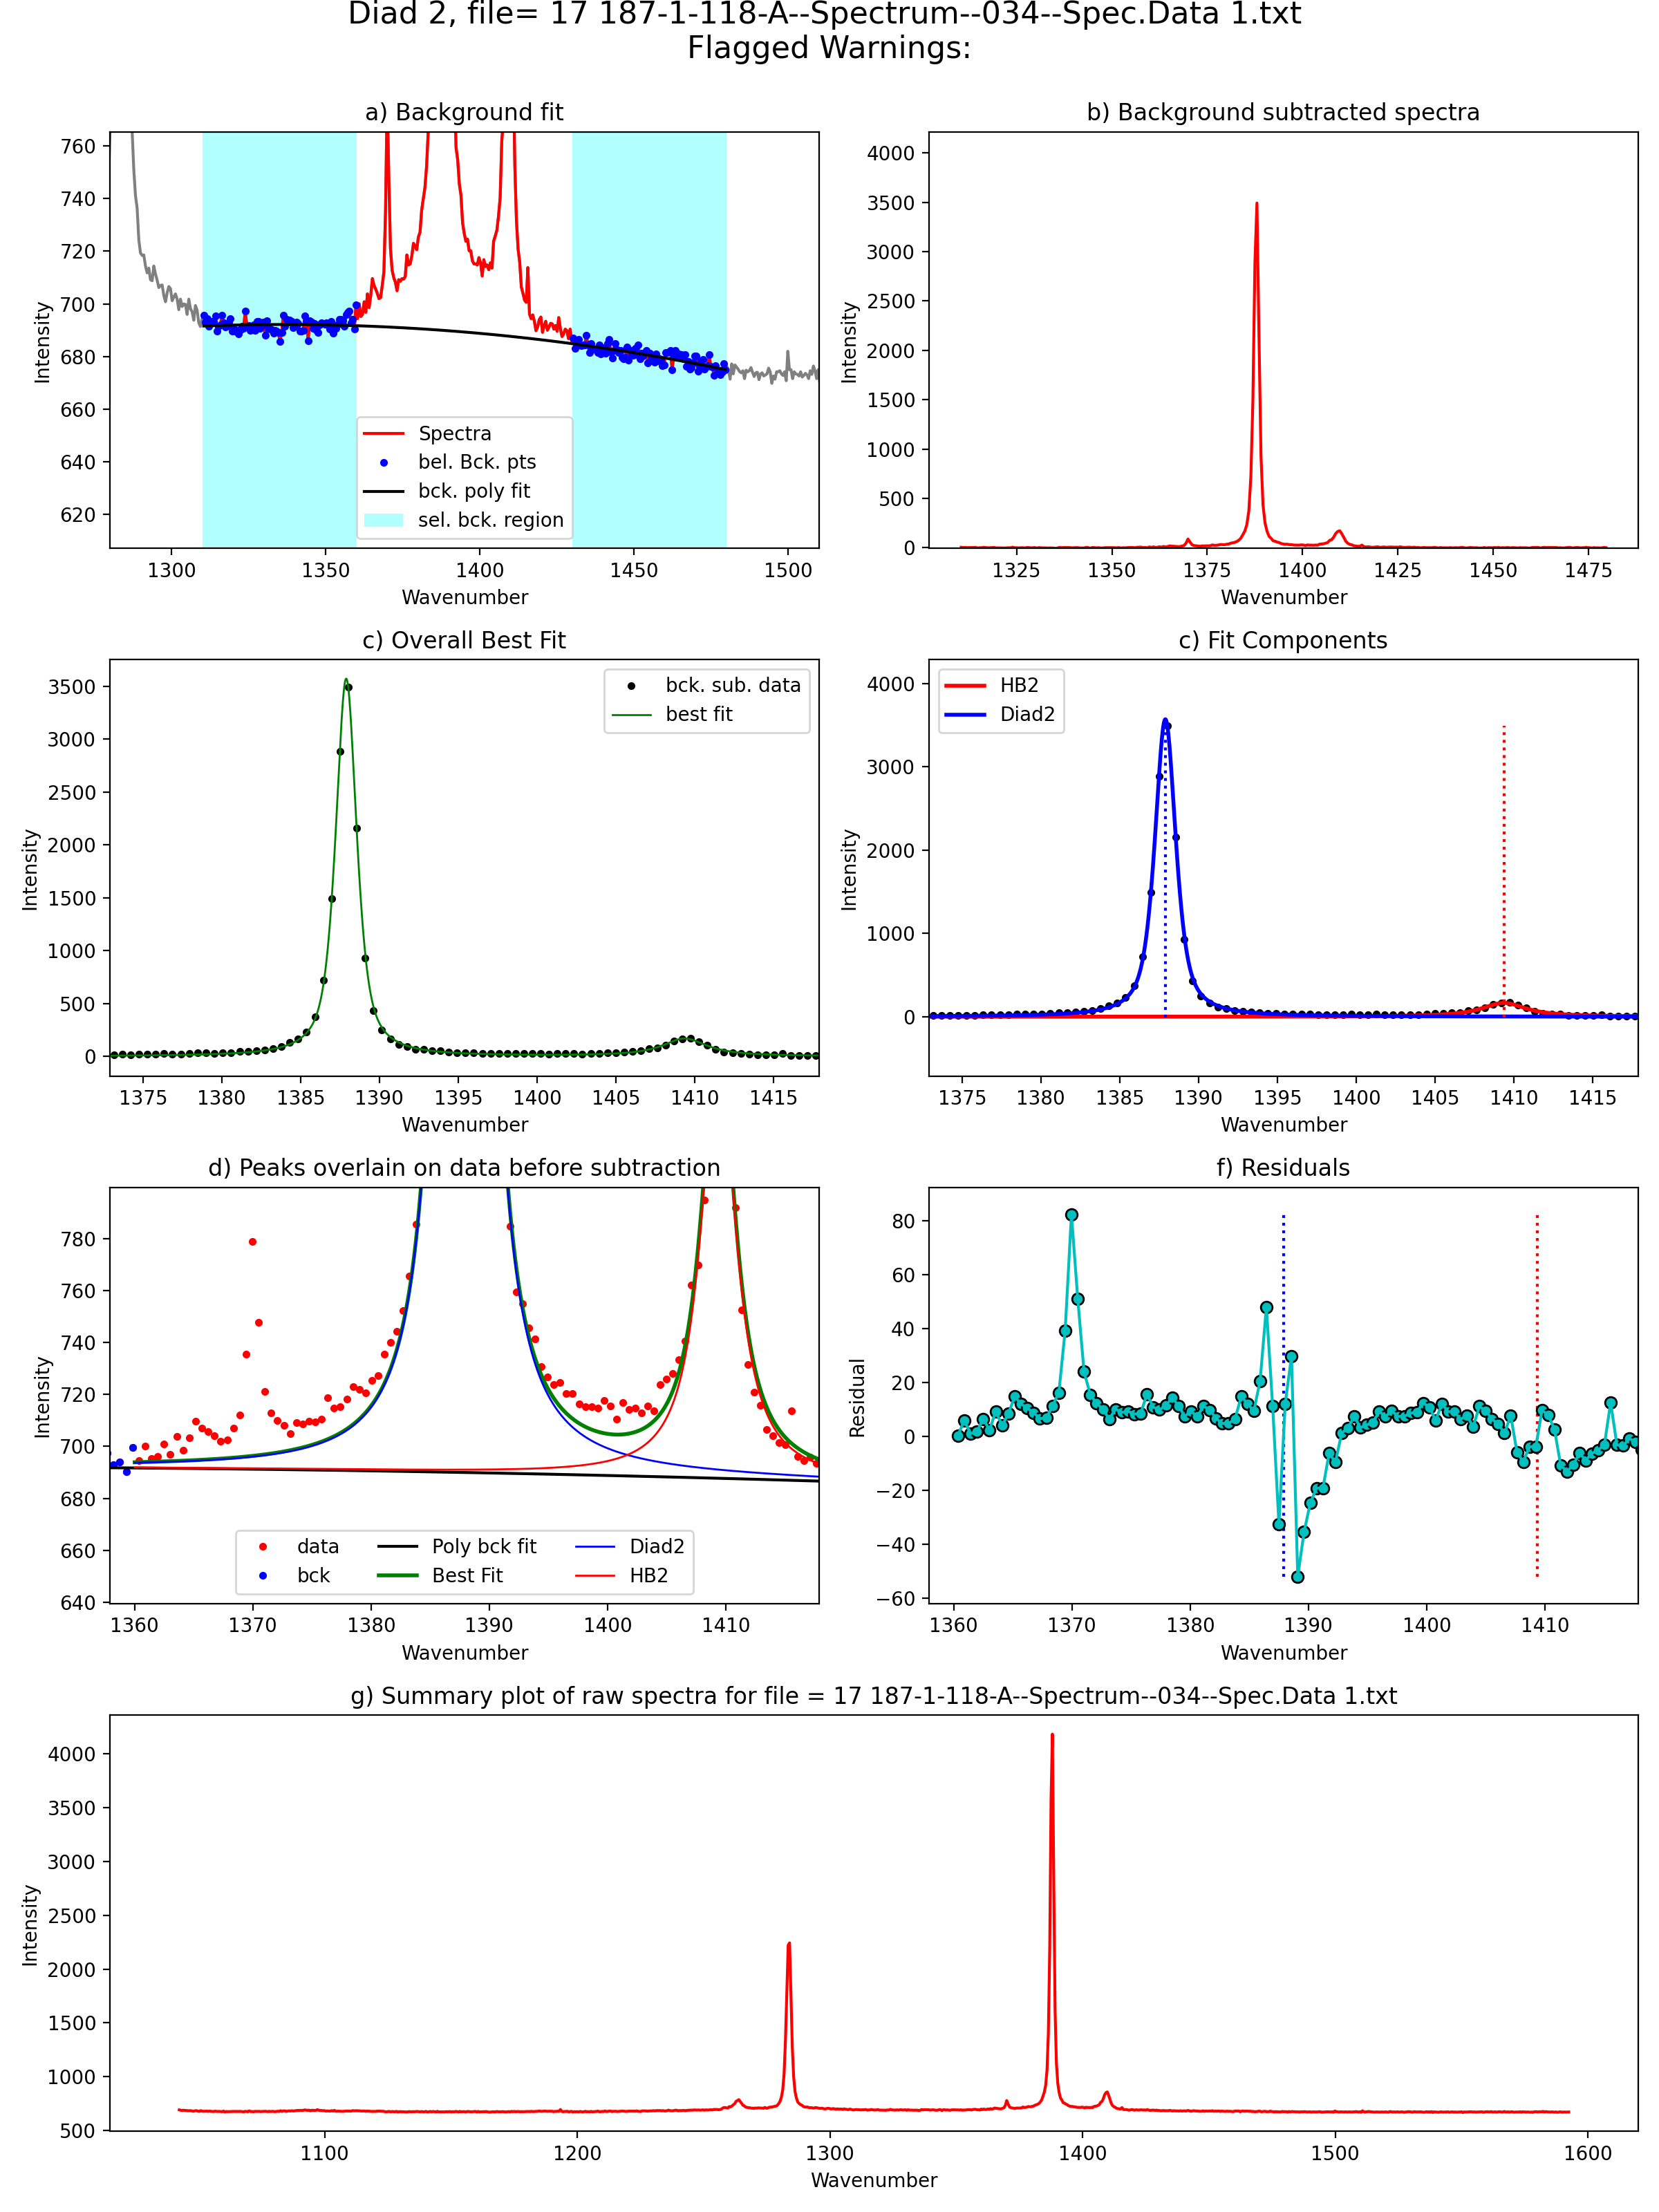 Diad 2, file= 17 187-1-118-A--Spectrum--034--Spec.Data 1.txt
Flagged Warnings:
a) Background fit
760
740
720
700
680
660
640
620
Intensity
Spectra
bel. Bck. pts
bck. poly fit
sel. bck. region
1300 1350 1400 1450 1500
Wavenumber
b) Background subtracted spectra
4000
3500
3000
2500
2000
1500
1000
500
0
Intensity
1325 1350 1375 1400 1425 1450 1475
Wavenumber
c) Overall Best Fit
3500
3000
2500
2000
1500
1000
500
0
Intensity
bck. sub. data
best fit
1375 1380 1385 1390 1395 1400 1405 1410 1415
Wavenumber
c) Fit Components
4000
3000
2000
1000
0
Intensity
HB2
Diad2
1375 1380 1385 1390 1395 1400 1405 1410 1415
Wavenumber
d) Peaks overlain on data before subtraction
780
760
740
720
700
680
660
640
Intensity
data Poly bck fit Diad2
bck Best Fit HB2
1360 1370 1380 1390 1400 1410
Wavenumber
f) Residuals
80
60
40
20
0
−20
−40
−60
Residual
1360 1370 1380 1390 1400 1410
Wavenumber
g) Summary plot of raw spectra for file = 17 187-1-118-A--Spectrum--034--Spec.Data 1.txt
4000
3500
3000
2500
2000
1500
1000
500
Intensity
1100 1200 1300 1400 1500 1600
Wavenumber